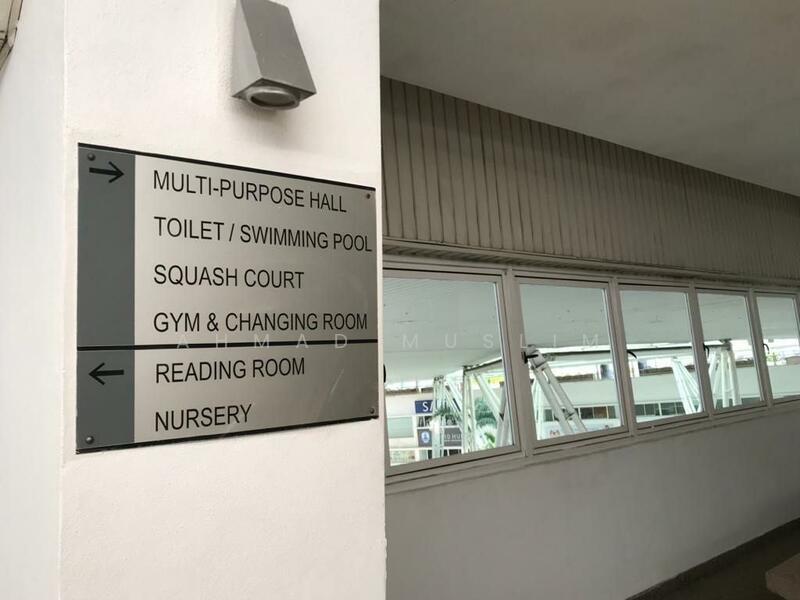 →
MULTI-PURPOSE HALL
TOILET / SWIMMING POOL
SQUASH COURT
GYM & CHANGING ROOM
AHMAD MUSLIM
←
READING ROOM
NURSERY